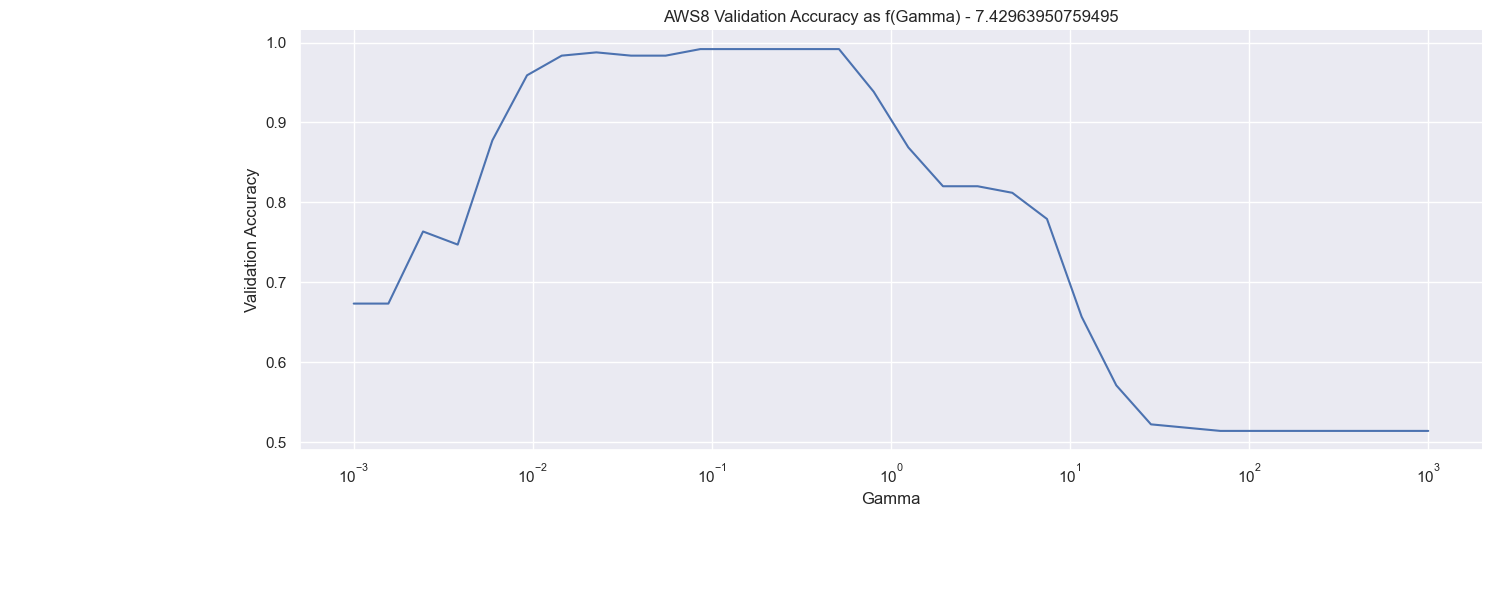 AWS8 Validation Accuracy as f(Gamma) - 7.42963950759495
1.0
0.9
0.8
0.7
0.6
0.5
Validation Accuracy
10⁻³ 10⁻² 10⁻¹ 10⁰ 10¹ 10² 10³
Gamma